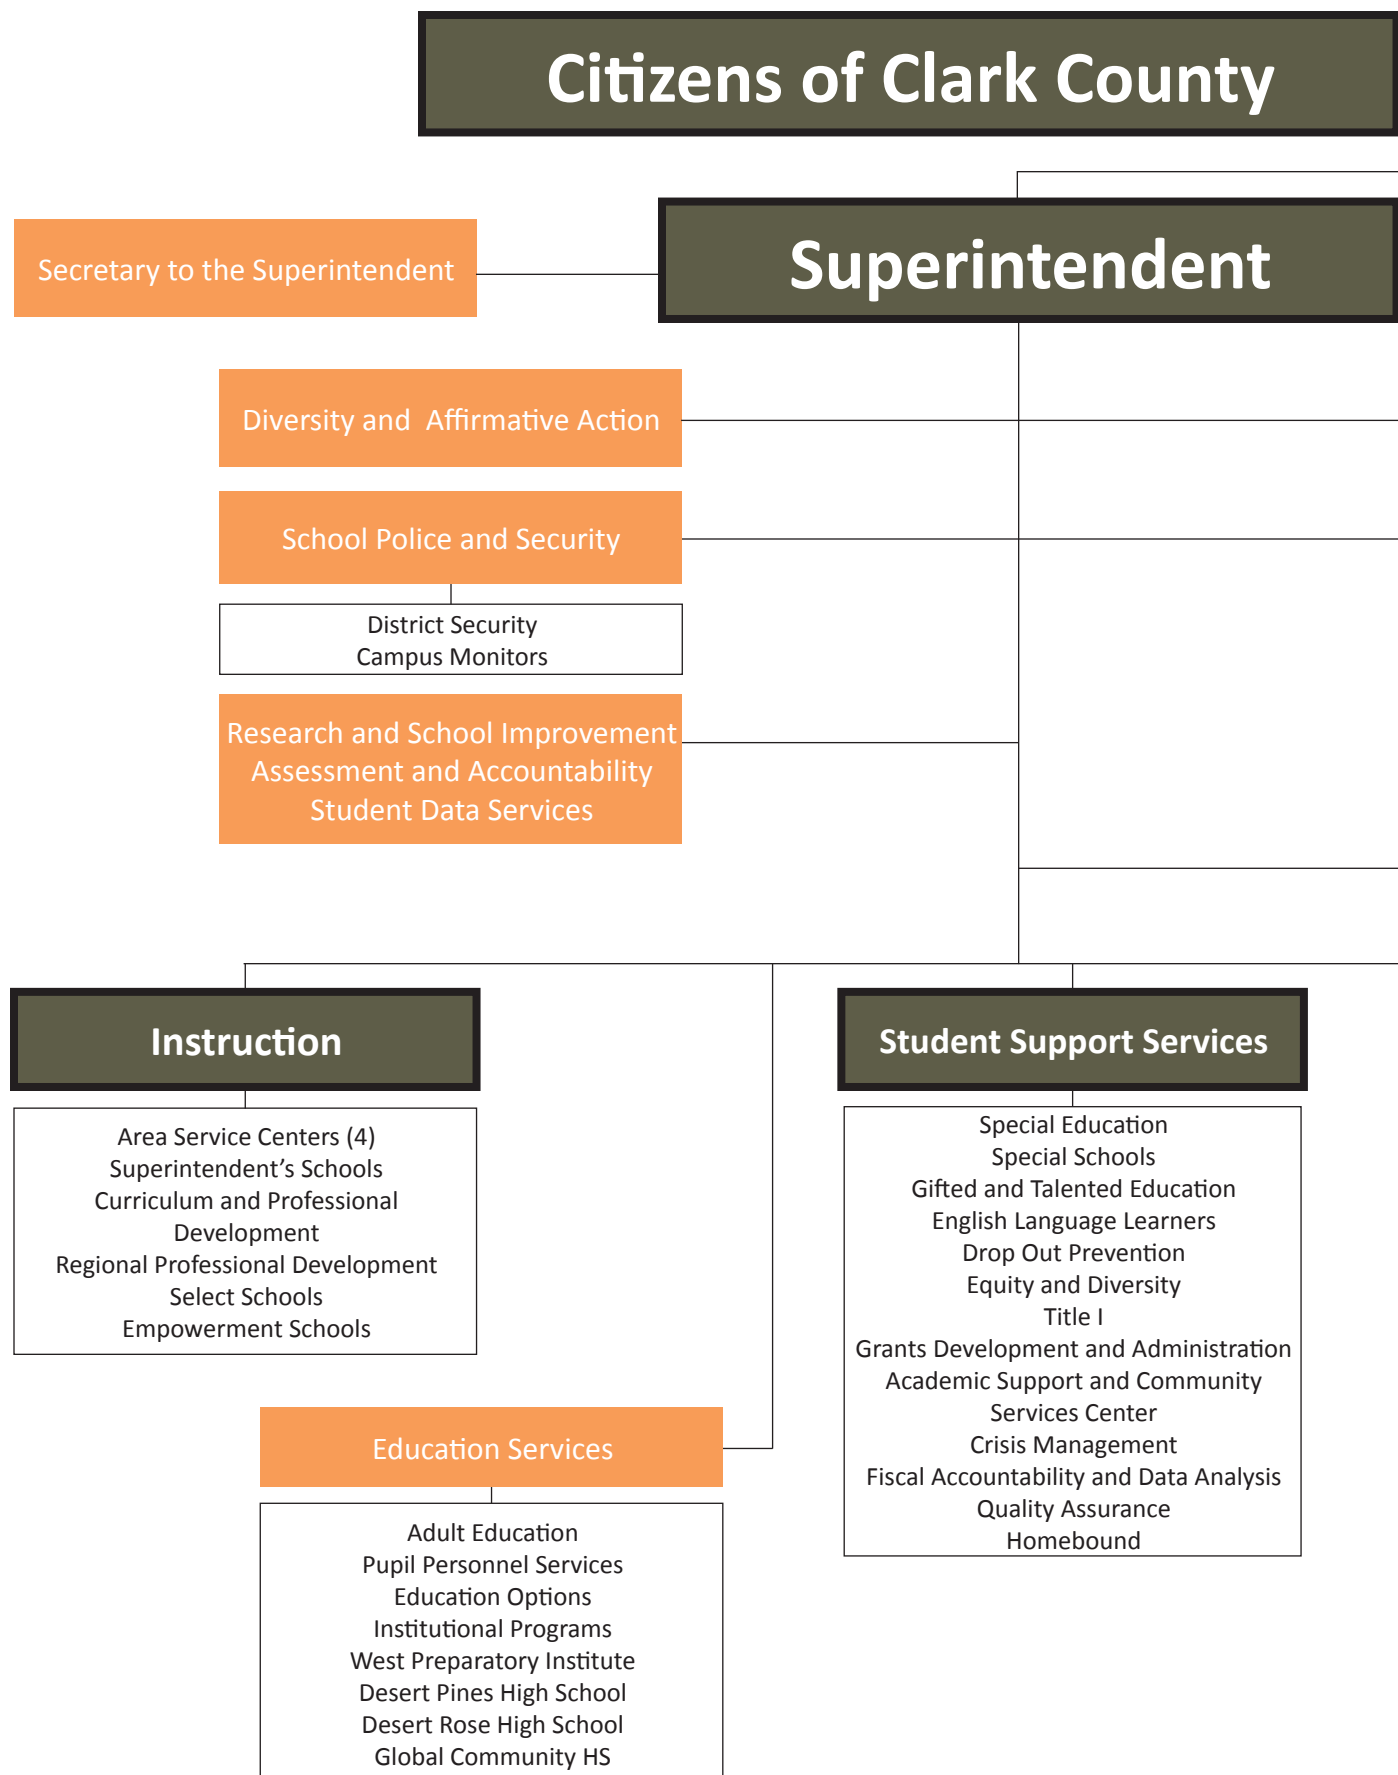 Citizens of Clark County
Superintendent
Secretary to the Superintendent
Diversity and  Affirmative Action
School Police and Security
District Security
Campus Monitors
Research and School Improvement
Assessment and Accountability
Student Data Services
Instruction
Area Service Centers (4)
Superintendent’s Schools
Curriculum and Professional
Development
Regional Professional Development
Select Schools
Empowerment Schools
Student Support Services
Special Education
Special Schools
Gifted and Talented Education
English Language Learners
Drop Out Prevention
Equity and Diversity
Title I
Grants Development and Administration
Academic Support and Community
Services Center
Crisis Management
Fiscal Accountability and Data Analysis
Quality Assurance
Homebound
Education Services
Adult Education
Pupil Personnel Services
Education Options
Institutional Programs
West Preparatory Institute
Desert Pines High School
Desert Rose High School
Global Community HS